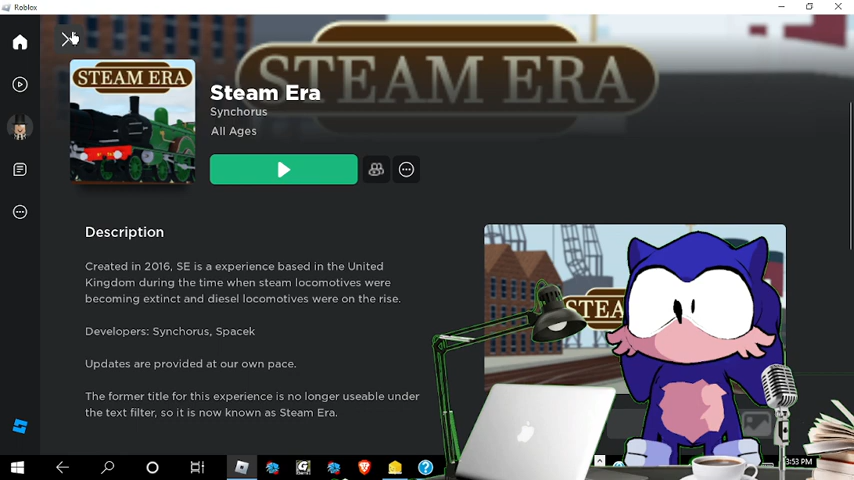 Roblox
STEAM ERA
STEAM ERA
Steam Era
Synchorus
All Ages
Description
Created in 2016, SE is a experience based in the United
Kingdom during the time when steam locomotives were
becoming extinct and diesel locomotives were on the rise.
STEA
Developers: Synchorus, Spacek
Updates are provided at our own pace.
The former title for this experience is no longer useable under
the text filter, so it is now known as Steam Era.
3:53 PM